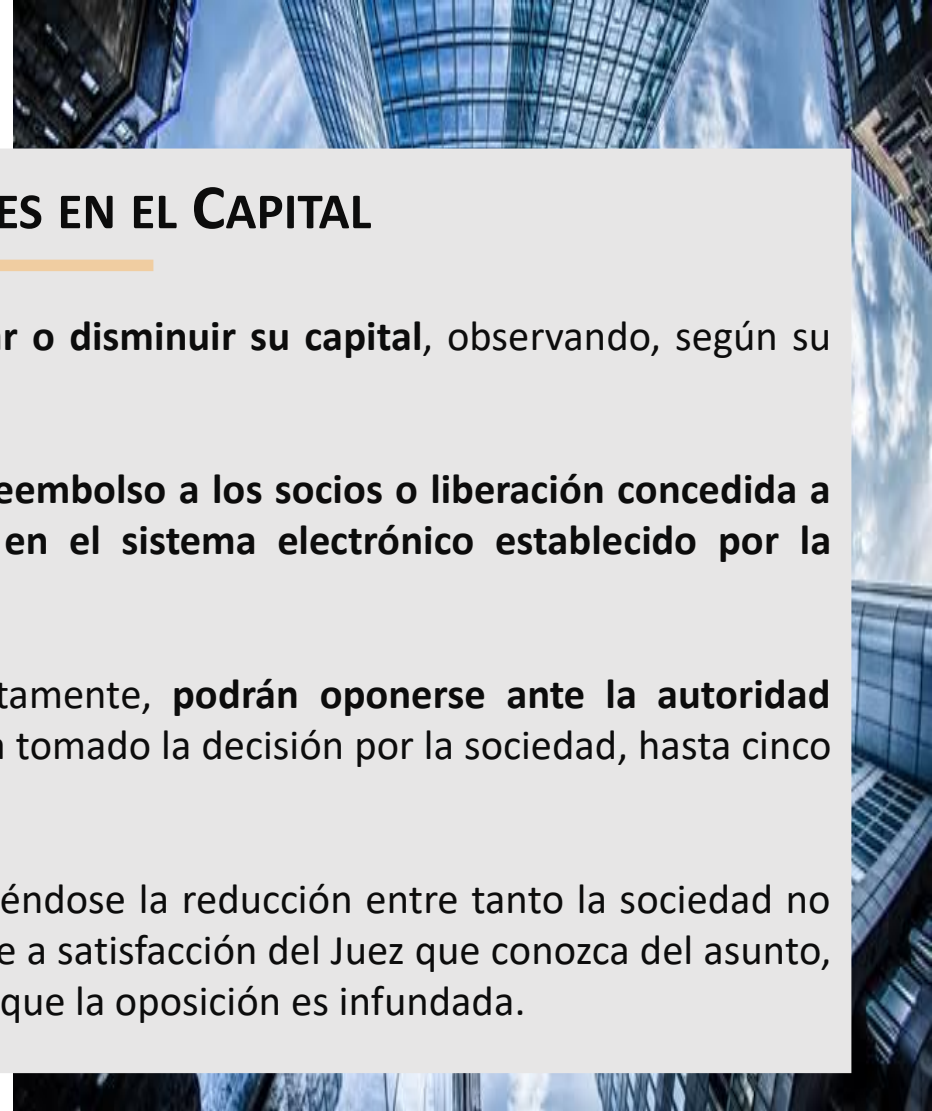 ES EN EL CAPITAL
r o disminuir su capital, observando, según su
eembolso a los socios o liberación concedida a
en el sistema electrónico establecido por la
tamente, podrán oponerse ante la autoridad
tomado la decisión por la sociedad, hasta cinco
éndose la reducción entre tanto la sociedad no
e a satisfacción del Juez que conozca del asunto,
que la oposición es infundada.